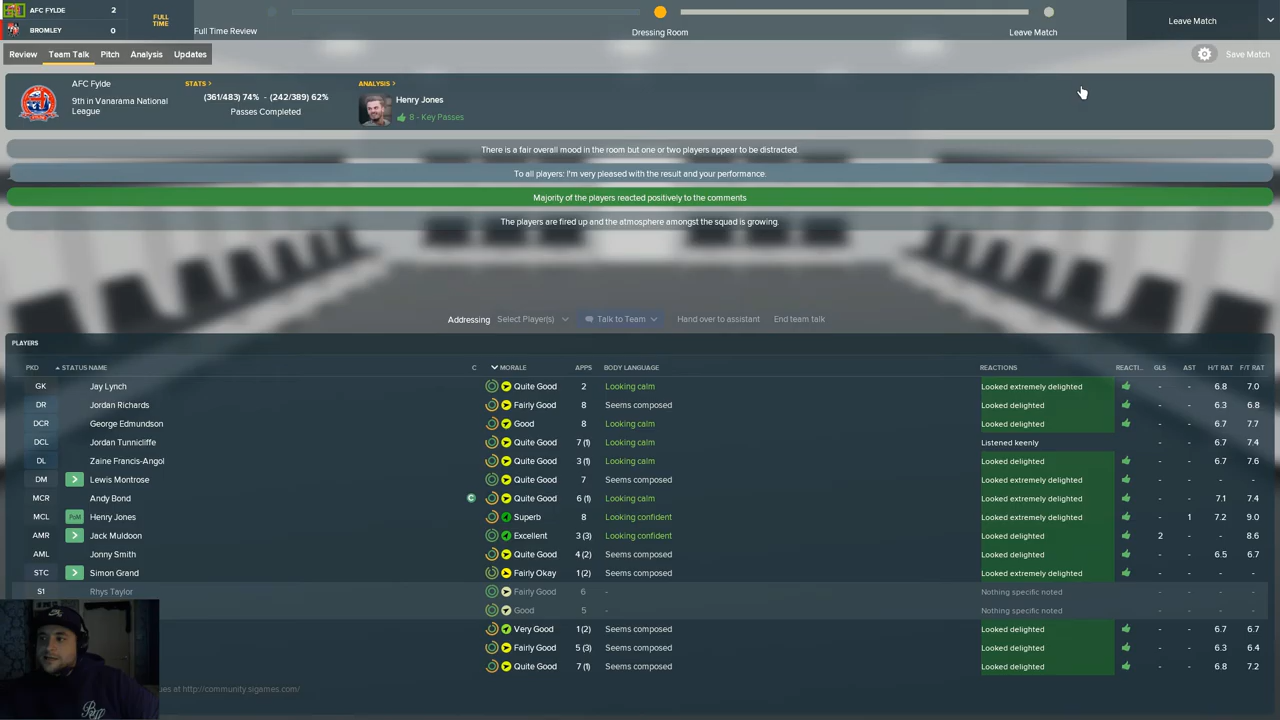 AFC FYLDE 2
BROMLEY 0
FULL TIME
Full Time Review
Dressing Room
Leave Match
Leave Match
Review Team Talk Pitch Analysis Updates
Save Match
AFC Fylde
9th in Vanarama National League
STATS >
(361/483) 74% - (242/389) 62%
Passes Completed
ANALYSIS >
Henry Jones
8 - Key Passes
There is a fair overall mood in the room but one or two players appear to be distracted.
To all players: I'm very pleased with the result and your performance.
Majority of the players reacted positively to the comments
The players are fired up and the atmosphere amongst the squad is growing.
Addressing Select Player(s) Talk to Team Hand over to assistant End team talk
PLAYERS
PKD STATUS NAME C MORALE APPS BODY LANGUAGE REACTIONS REACTI... GLS AST H/T RAT F/T RAT
GK Jay Lynch Quite Good 2 Looking calm Looked extremely delighted - - 6.8 7.0
DR Jordan Richards Fairly Good 8 Seems composed Looked delighted - - 6.3 6.8
DCR George Edmundson Good 8 Looking calm Looked delighted - - 6.7 7.7
DCL Jordan Tunnicliffe Quite Good 7 (1) Looking calm Listened keenly - - 6.7 7.4
DL Zaine Francis-Angol Quite Good 3 (1) Looking calm Looked delighted - - 6.7 7.6
DM Lewis Montrose Quite Good 7 Seems composed Looked extremely delighted - - - -
MCR Andy Bond C Quite Good 6 (1) Looking calm Looked extremely delighted - - 7.1 7.4
MCL PoM Henry Jones Superb 8 Looking confident Looked extremely delighted - 1 7.2 9.0
AMR Jack Muldoon Excellent 3 (3) Looking confident Looked delighted 2 - - 8.6
AML Jonny Smith Quite Good 4 (2) Seems composed Looked delighted - - 6.5 6.7
STC Simon Grand Fairly Okay 1 (2) Seems composed Looked extremely delighted - - - -
S1 Rhys Taylor Fairly Good 6 - Nothing specific noted - - - -
Good 5 - Nothing specific noted - - - -
Very Good 1 (2) Seems composed Looked delighted - - 6.7 6.7
Fairly Good 5 (3) Seems composed Looked delighted - - 6.3 6.4
Quite Good 7 (1) Seems composed Looked delighted - - 6.8 7.2
ues at http://community.sigames.com/